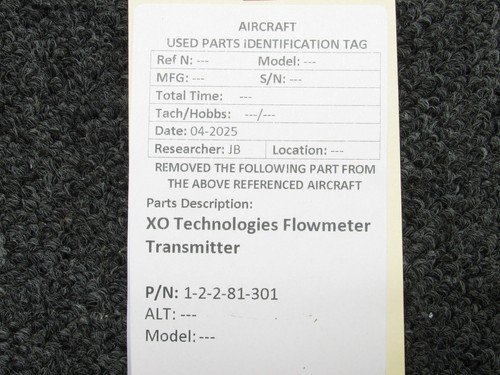 AIRCRAFT
USED PARTS IDENTIFICATION TAG
Ref N: --- Model: ---
MFG: --- S/N: ---
Total Time: ---
Tach/Hobbs: ---/---
Date: 04-2025
Researcher: JB Location: ---
REMOVED THE FOLLOWING PART FROM
THE ABOVE REFERENCED AIRCRAFT
Parts Description:
XO Technologies Flowmeter
Transmitter
P/N: 1-2-2-81-301
ALT: ---
Model: ---